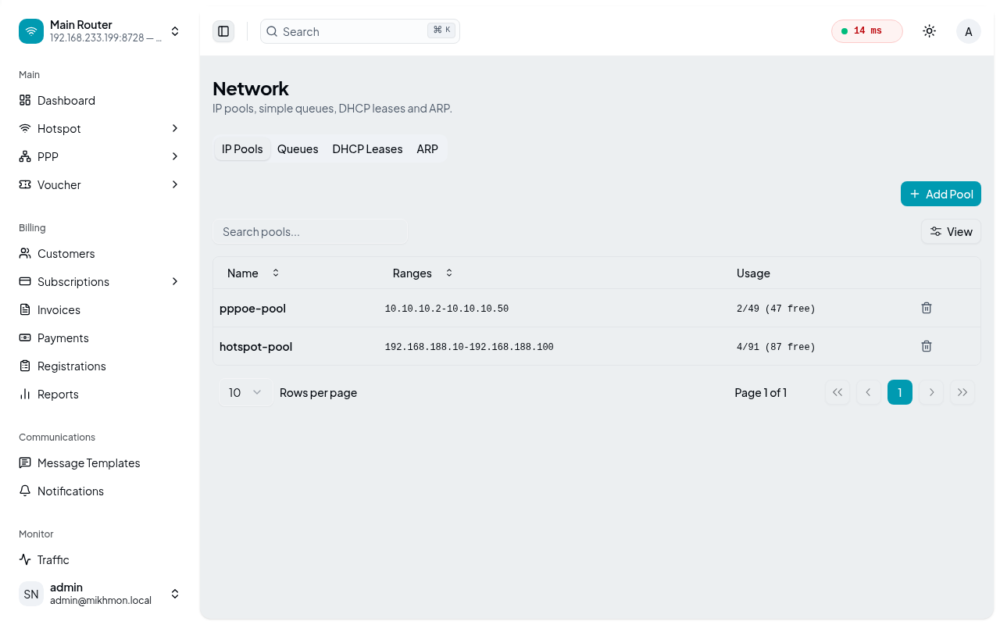 Main Router
192.168.233.199:8728 — ...
Main
Dashboard
Hotspot
PPP
Voucher
Billing
Customers
Subscriptions
Invoices
Payments
Registrations
Reports
Communications
Message Templates
Notifications
Monitor
Traffic
SN
admin
admin@mikhmon.local
Search
⌘ K
14 ms
A
Network
IP pools, simple queues, DHCP leases and ARP.
IP Pools Queues DHCP Leases ARP
Add Pool
Search pools...
View
Name Ranges Usage
pppoe-pool 10.10.10.2-10.10.10.50 2/49 (47 free)
hotspot-pool 192.168.188.10-192.168.188.100 4/91 (87 free)
10 Rows per page Page 1 of 1 1